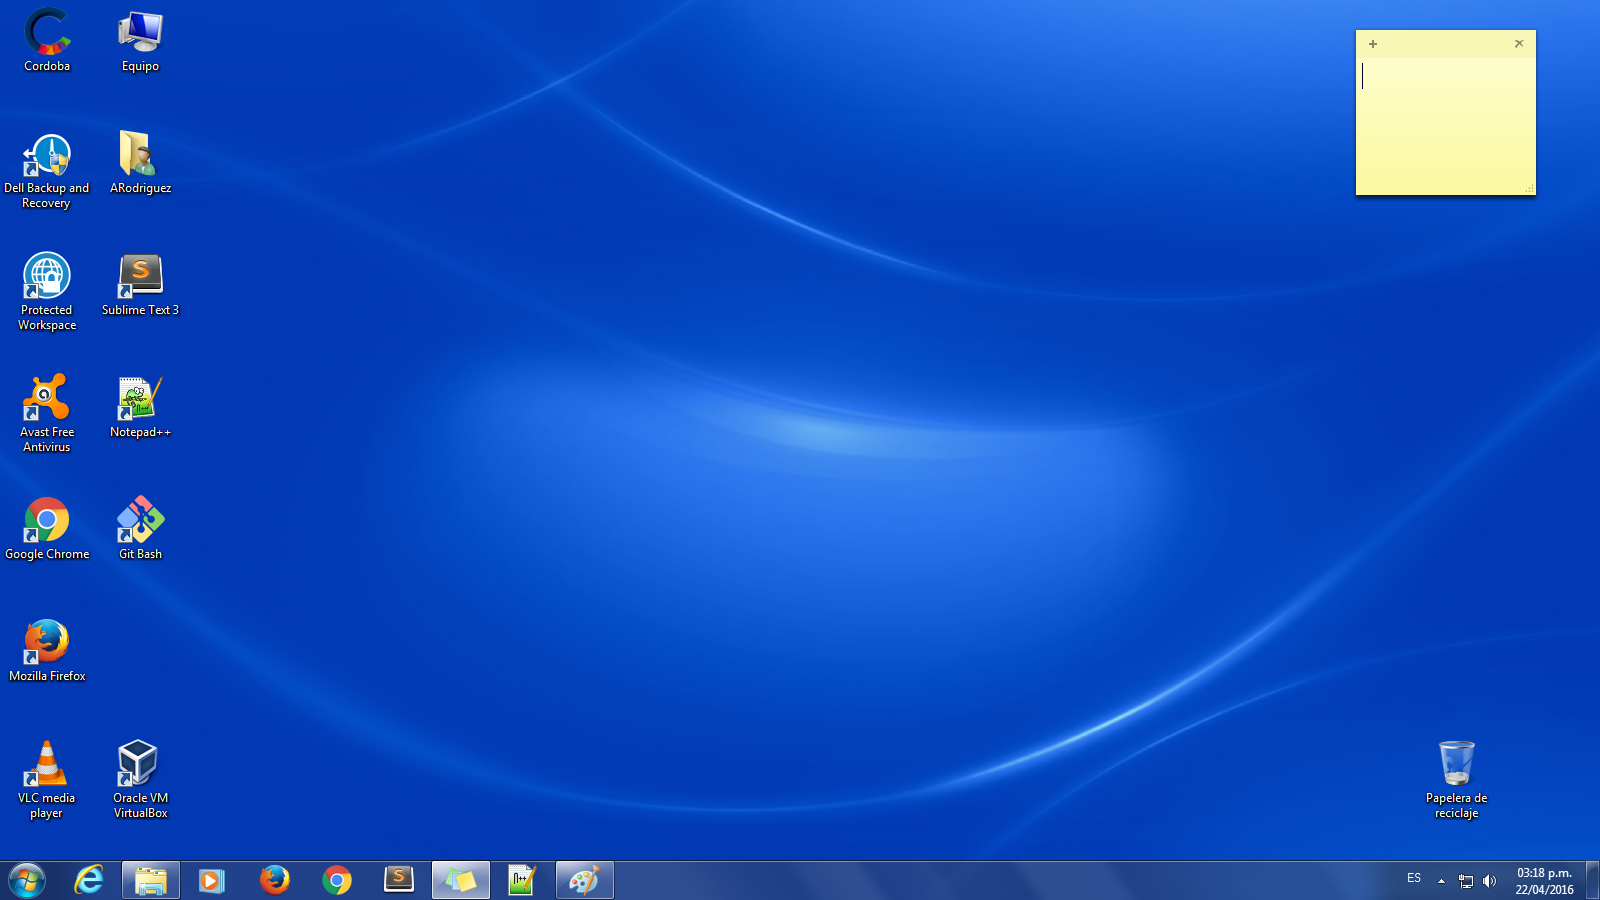 Cordoba
Equipo
Dell Backup and
Recovery
ARodriguez
Protected
Workspace
Sublime Text 3
Avast Free
Antivirus
Notepad++
Google Chrome
Git Bash
Mozilla Firefox
VLC media
player
Oracle VM
VirtualBox
Papelera de
reciclaje
ES
03:18 p.m.
22/04/2016